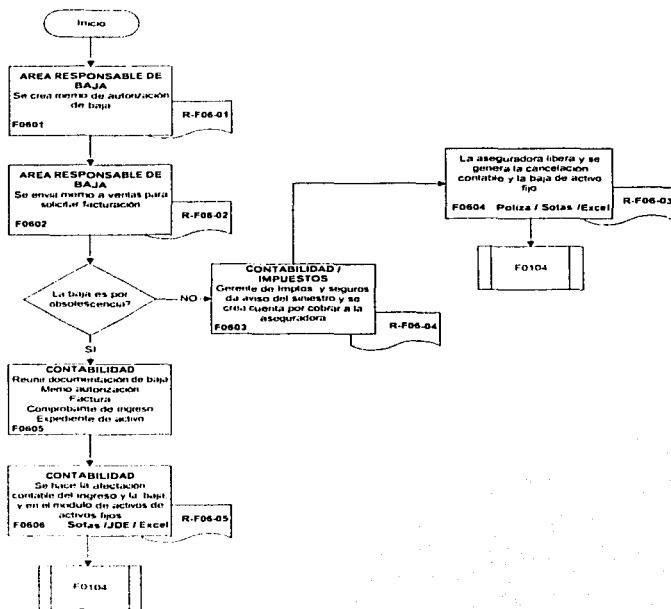 Inicio
AREA RESPONSABLE DE
BAJA
Se crea memo de autorización
de baja
F0601
R-F06-01
AREA RESPONSABLE DE
BAJA
Se envia memo a ventas para
solicitar facturación
F0602
R-F06-02
La baja es por
obsolescencia?
NO
SI
CONTABILIDAD /
IMPUESTOS
Gerente de Imptos y seguros
da aviso del siniestro y se
crea cuenta por cobrar a la
aseguradora
F0603
R-F06-04
La aseguradora libera y se
genera la cancelación
contable y la baja de activo
fijo
F0604 Poliza / Sotas /Excel
R-F06-03
F0104
CONTABILIDAD
Reunir documentación de baja
Memo autorización
Factura
Comprobante de ingreso
Expediente de activo
F0605
CONTABILIDAD
Se hace la afectación
contable del ingreso y la baja
y en el modulo de activos de
activos fijos
F0606 Sotas /JDE / Excel
R-F06-05
F0104